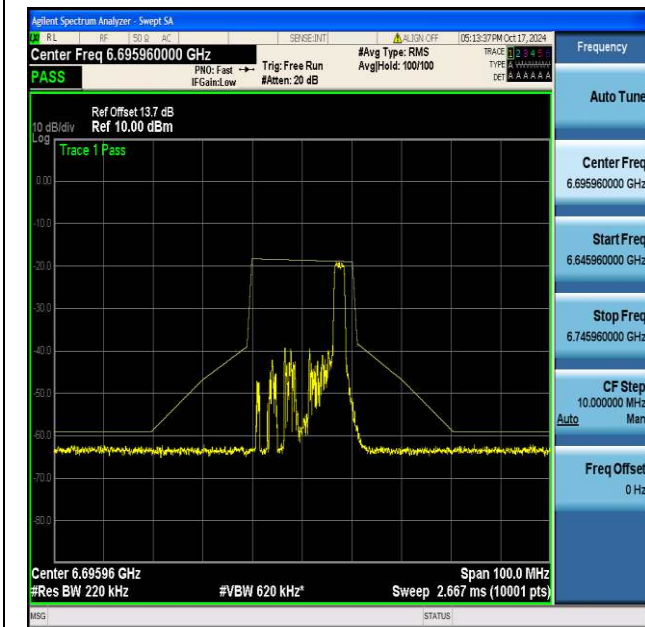 Agilent Spectrum Analyzer - Swept SA
RL RF 50 Ω AC SENSE:INT ALIGN OFF 05:13:37 PM Oct 17, 2024
Center Freq 6.695960000 GHz
PASS
PNO: Fast
IFGain:Low
Trig: Free Run
#Atten: 20 dB
#Avg Type: RMS
Avg|Hold: 100/100
TRACE 1 2 3 4 5 6
TYPE
DET A A A A A A
Frequency
Ref Offset 13.7 dB
10 dB/div Ref 10.00 dBm
Log
Trace 1 Pass
0.00
-10.0
-20.0
-30.0
-40.0
-50.0
-60.0
-70.0
-80.0
Center 6.69596 GHz Span 100.0 MHz
#Res BW 220 kHz #VBW 620 kHz* Sweep 2.667 ms (10001 pts)
MSG STATUS
Auto Tune
Center Freq
6.695960000 GHz
Start Freq
6.645960000 GHz
Stop Freq
6.745960000 GHz
CF Step
10.000000 MHz
Auto Man
Freq Offset
0 Hz